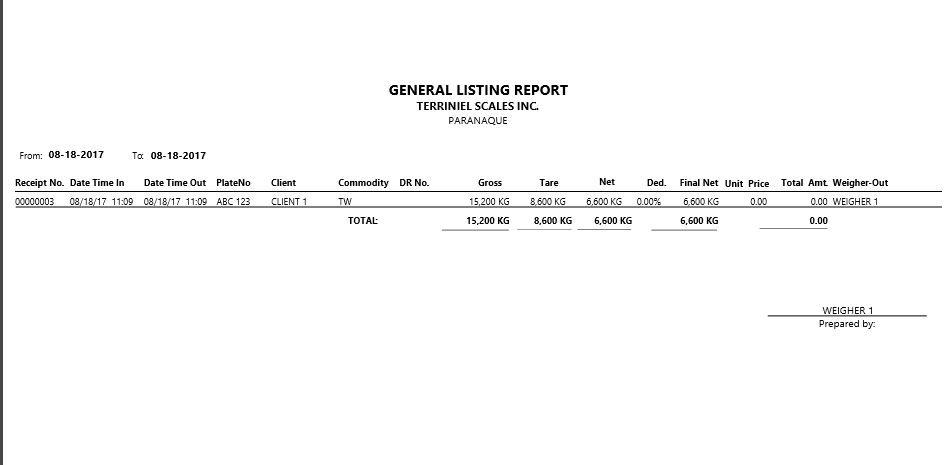 GENERAL LISTING REPORT
TERRINIEL SCALES INC.
PARANAQUE
From: 08-18-2017 To: 08-18-2017
Receipt No. Date Time In Date Time Out PlateNo Client Commodity DR No. Gross Tare Net Ded. Final Net Unit Price Total Amt. Weigher-Out
00000003 08/18/17 11:09 08/18/17 11:09 ABC 123 CLIENT 1 TW 15,200 KG 8,600 KG 6,600 KG 0.00% 6,600 KG 0.00 0.00 WEIGHER 1
TOTAL: 15,200 KG 8,600 KG 6,600 KG 6,600 KG 0.00
WEIGHER 1
Prepared by: